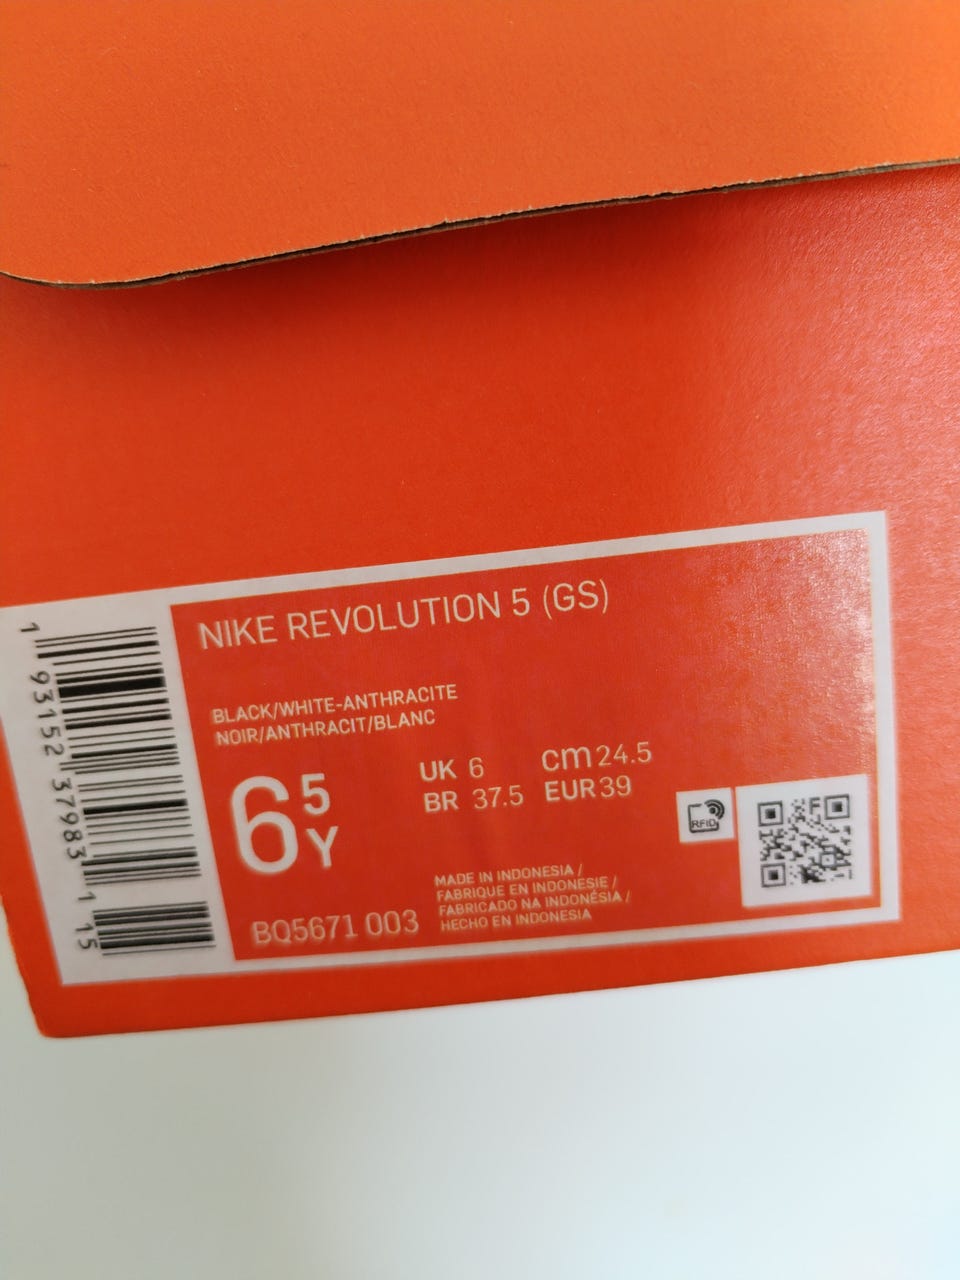 NIKE REVOLUTION 5 (GS)
BLACK/WHITE-ANTHRACITE
NOIR/ANTHRACIT/BLANC
6 5 Y
UK 6 cm 24.5
BR 37.5 EUR 39
MADE IN INDONESIA /
FABRIQUE EN INDONESIE /
FABRICADO NA INDONÉSIA /
HECHO EN INDONESIA
BQ5671 003
RFID
F
1 93152 37983 1 15